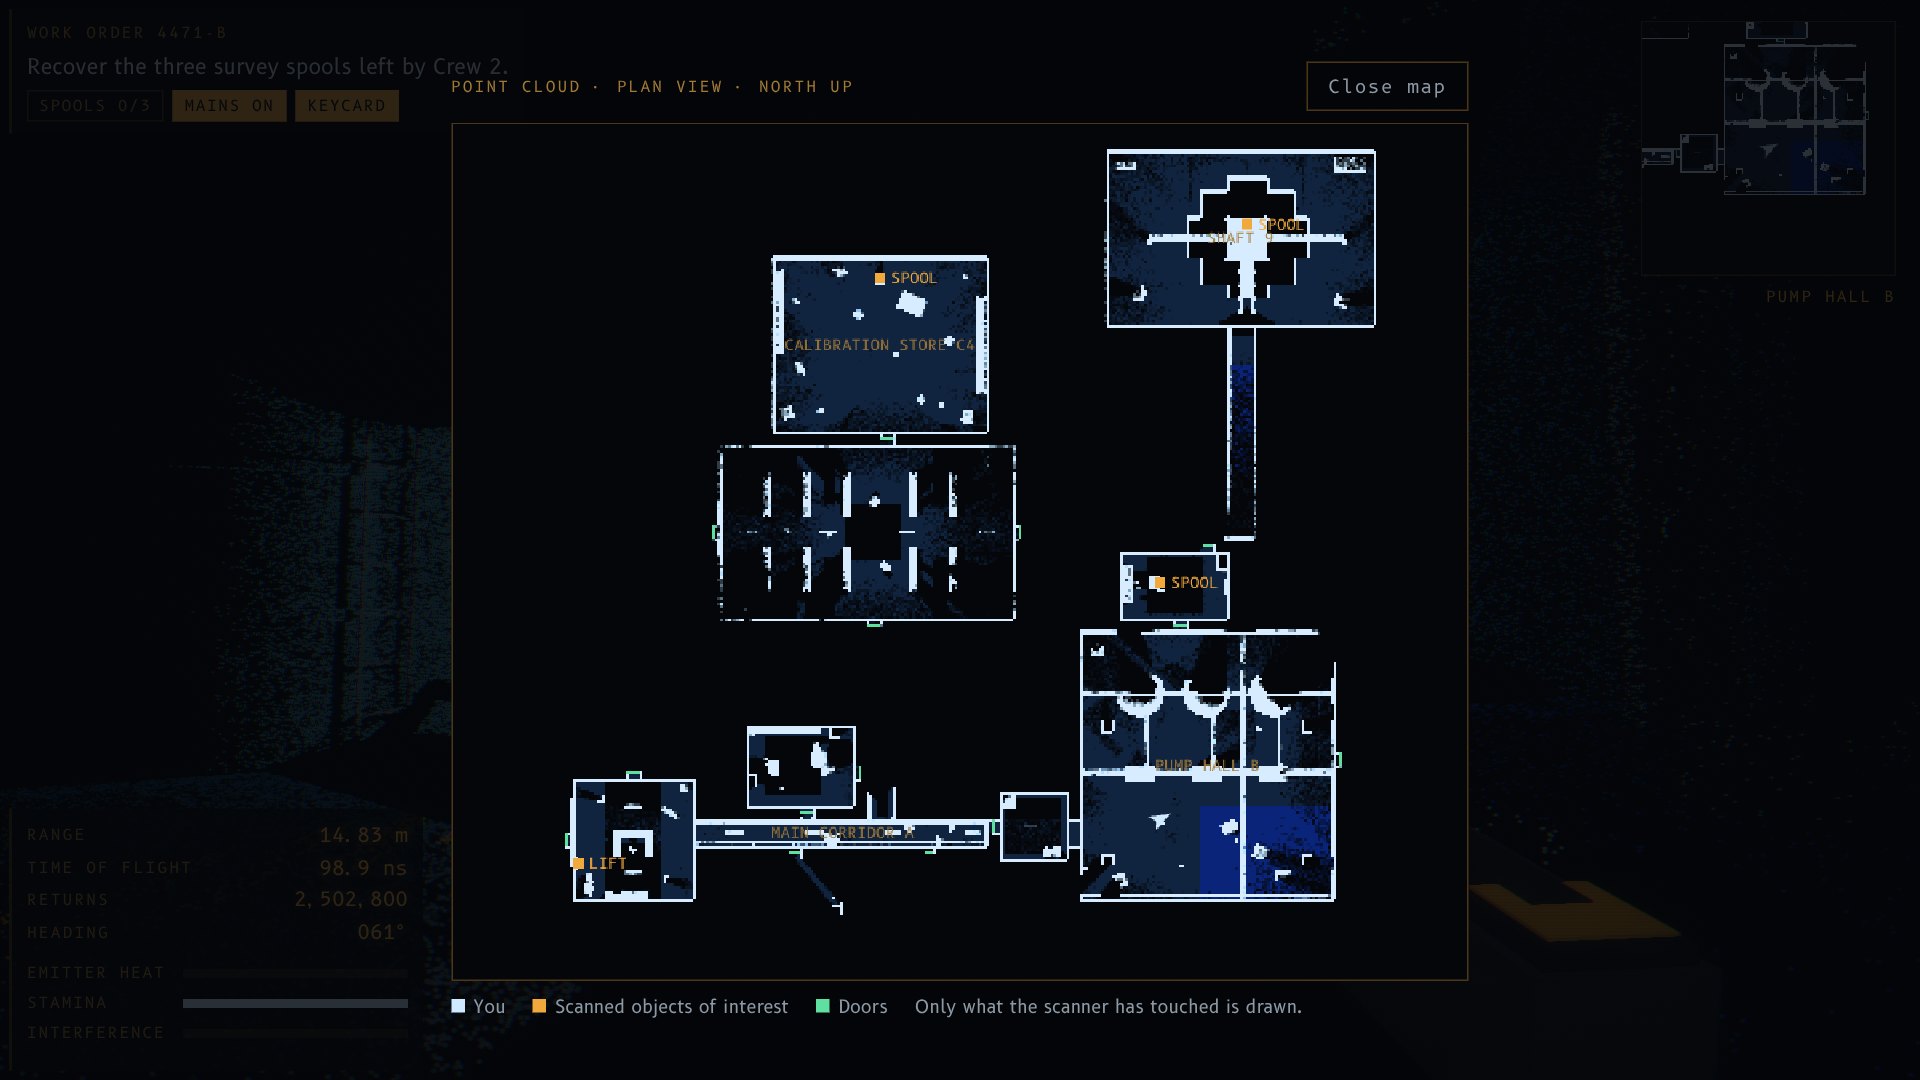 WORK ORDER 4471-B
Recover the three survey spools left by Crew 2.
SPOOLS 0/3
MAINS ON
KEYCARD
POINT CLOUD · PLAN VIEW · NORTH UP
Close map
SPOOL
SHAFT 9
SPOOL
CALIBRATION STORE C4
SPOOL
PUMP HALL B
MAIN CORRIDOR A
LIFT
PUMP HALL B
RANGE 14.83 m
TIME OF FLIGHT 98.9 ns
RETURNS 2,502,800
HEADING 061°
EMITTER HEAT
STAMINA
INTERFERENCE
You
Scanned objects of interest
Doors
Only what the scanner has touched is drawn.